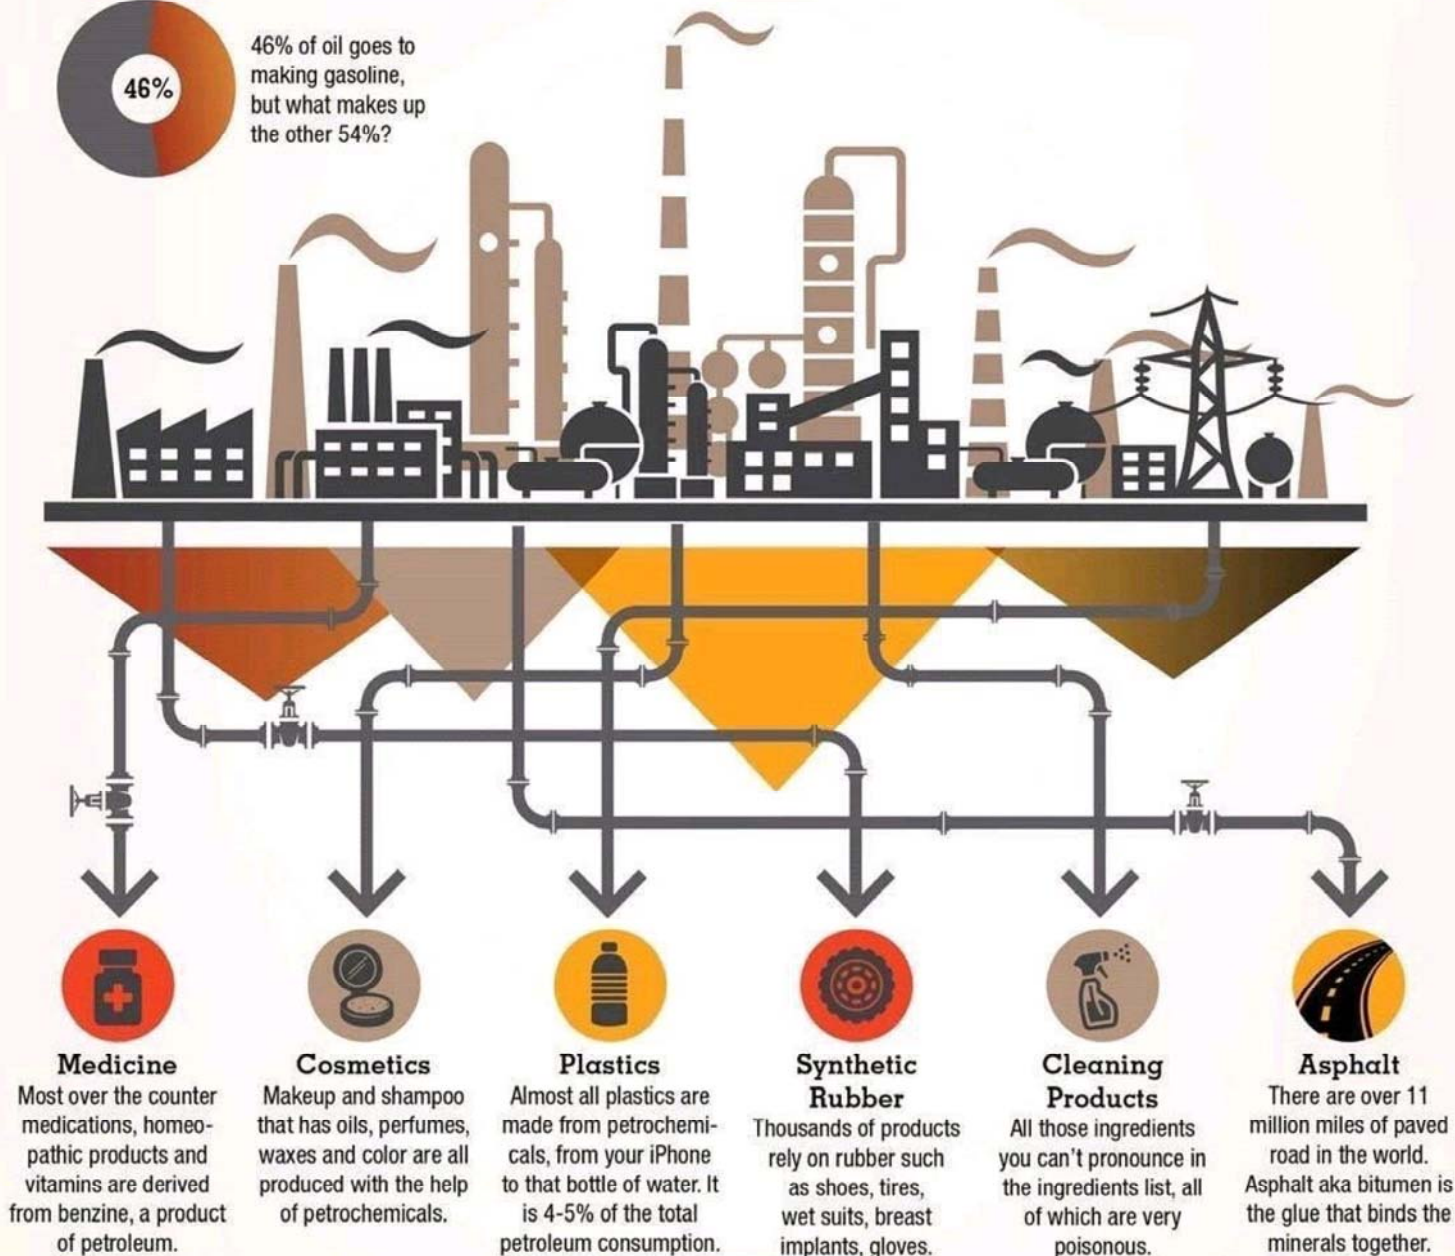 46%
46% of oil goes to
making gasoline,
but what makes up
the other 54%?
Medicine
Most over the counter
medications, homeo-
pathic products and
vitamins are derived
from benzine, a product
of petroleum.
Cosmetics
Makeup and shampoo
that has oils, perfumes,
waxes and color are all
produced with the help
of petrochemicals.
Plastics
Almost all plastics are
made from petrochemi-
cals, from your iPhone
to that bottle of water. It
is 4-5% of the total
petroleum consumption.
Synthetic
Rubber
Thousands of products
rely on rubber such
as shoes, tires,
wet suits, breast
implants, gloves.
Cleaning
Products
All those ingredients
you can't pronounce in
the ingredients list, all
of which are very
poisonous.
Asphalt
There are over 11
million miles of paved
road in the world.
Asphalt aka bitumen is
the glue that binds the
minerals together.